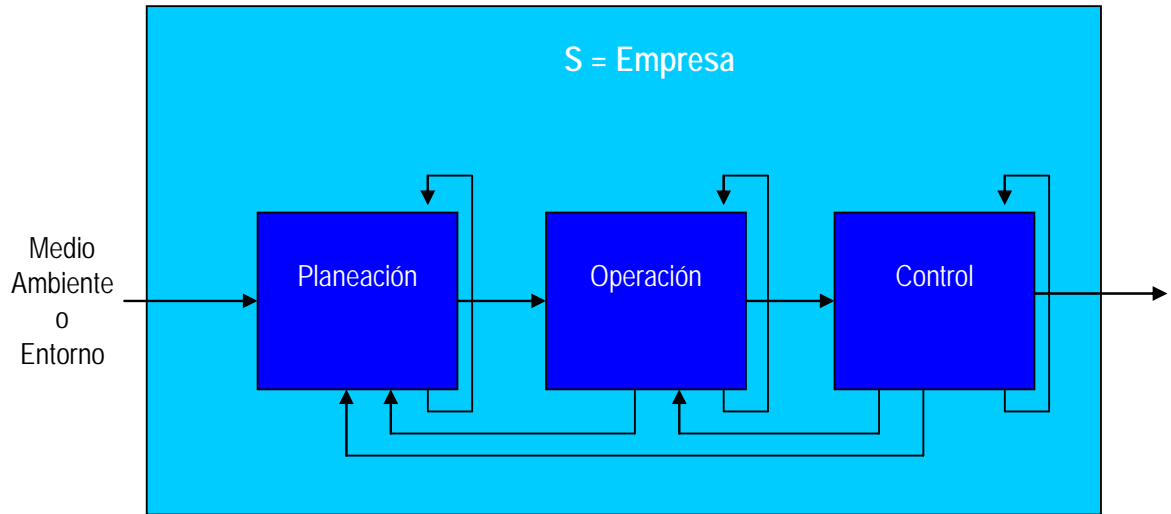 S = Empresa
Medio
Ambiente
o
Entorno
Planeación
Operación
Control